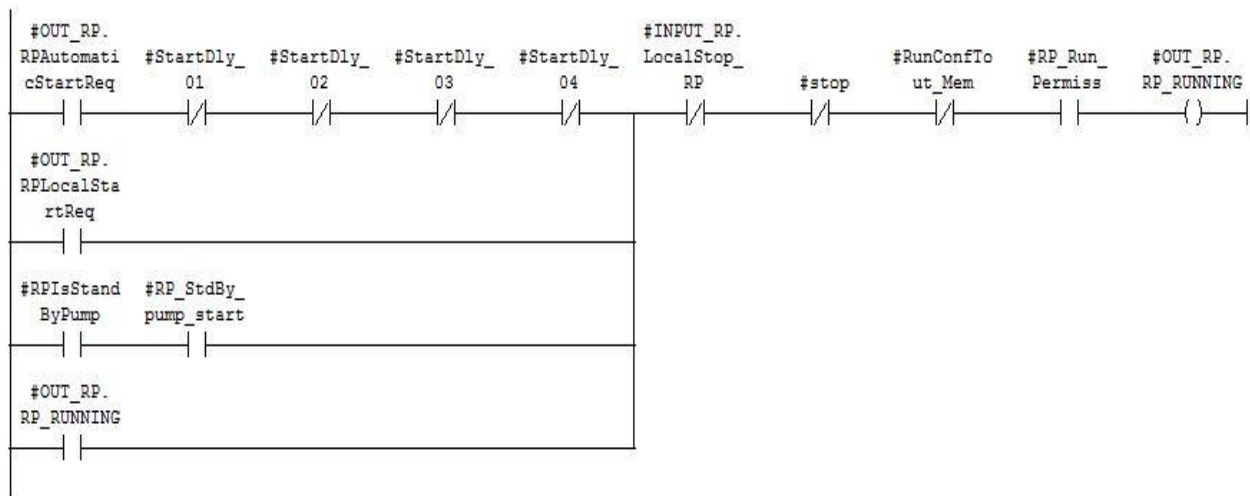 #OUT_RP. #INPUT_RP.
RPAutomati #StartDly_ #StartDly_ #StartDly_ #StartDly_ LocalStop_ #RunConfTo #RP_Run_ #OUT_RP.
cStartReq 01 02 03 04 RP #stop ut_Mem Permiss RP_RUNNING
#OUT_RP.
RPLocalSta
rtReq
#RPIsStand #RP_StdBy_
ByPump pump_start
#OUT_RP.
RP_RUNNING